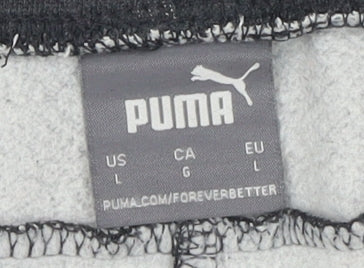 PUMA
US CA EU
L G L
PUMA.COM/FOREVERBETTER